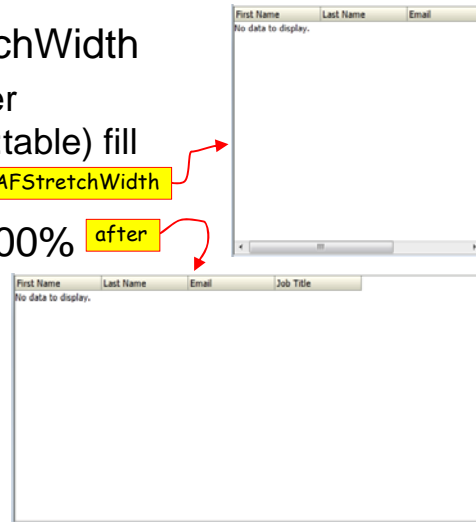 chWidth
er
table) fill
AFStretchWidth
00% after
First Name Last Name Email
No data to display.
First Name Last Name Email Job Title
No data to display.